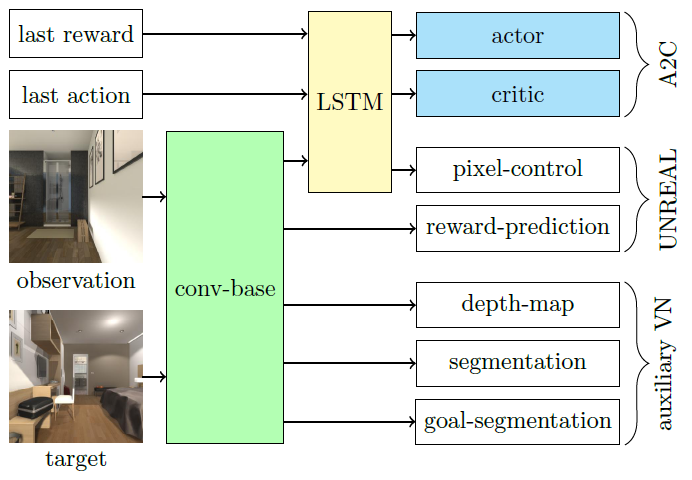 last reward
last action
observation
target
conv-base
LSTM
actor
critic
pixel-control
reward-prediction
depth-map
segmentation
goal-segmentation
A2C
UNREAL
auxiliary VN